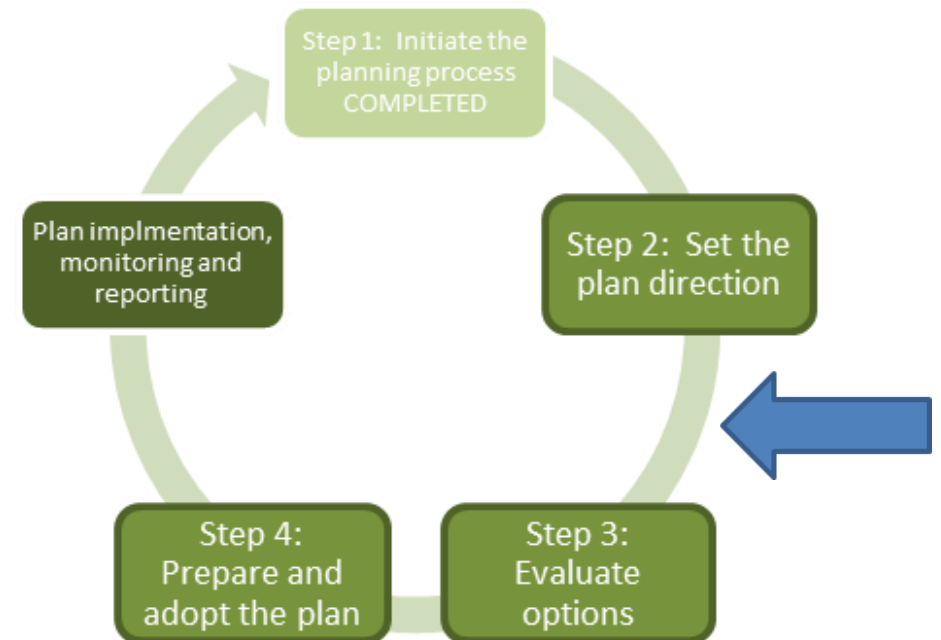 Step 1:  Initiate the
planning process
COMPLETED
Step 2:  Set the
plan direction
Step 3:
Evaluate
options
Step 4:
Prepare and
adopt the plan
Plan implmentation,
monitoring and
reporting